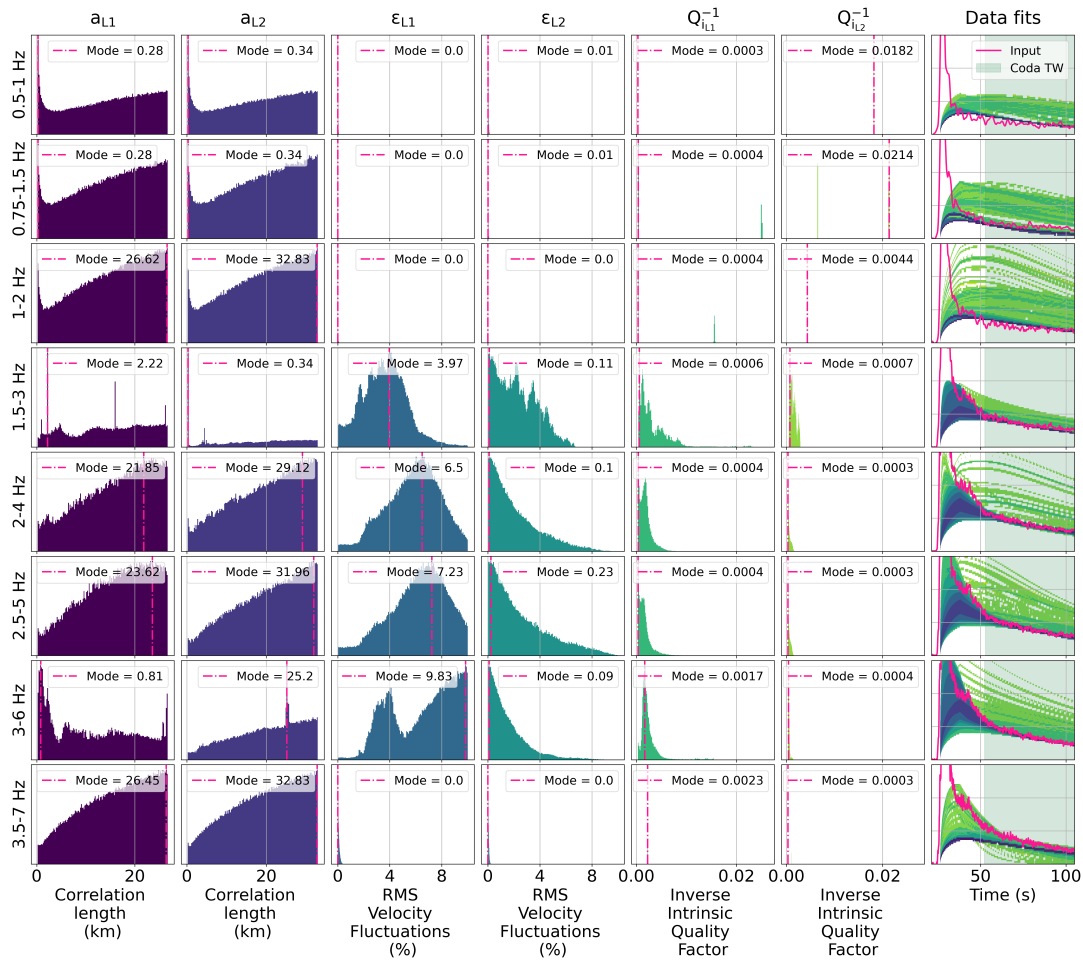 a_L1 a_L2 ε_L1 ε_L2 Q_{i_L1}^{-1} Q_{i_L2}^{-1} Data fits
0.5-1 Hz
Mode = 0.28 Mode = 0.34 Mode = 0.0 Mode = 0.01 Mode = 0.0003 Mode = 0.0182 Input
Coda TW
0.75-1.5 Hz
Mode = 0.28 Mode = 0.34 Mode = 0.0 Mode = 0.01 Mode = 0.0004 Mode = 0.0214
1-2 Hz
Mode = 26.62 Mode = 32.83 Mode = 0.0 Mode = 0.0 Mode = 0.0004 Mode = 0.0044
1.5-3 Hz
Mode = 2.22 Mode = 0.34 Mode = 3.97 Mode = 0.11 Mode = 0.0006 Mode = 0.0007
2-4 Hz
Mode = 21.85 Mode = 29.12 Mode = 6.5 Mode = 0.1 Mode = 0.0004 Mode = 0.0003
2.5-5 Hz
Mode = 23.62 Mode = 31.96 Mode = 7.23 Mode = 0.23 Mode = 0.0004 Mode = 0.0003
3-6 Hz
Mode = 0.81 Mode = 25.2 Mode = 9.83 Mode = 0.09 Mode = 0.0017 Mode = 0.0004
3.5-7 Hz
Mode = 26.45 Mode = 32.83 Mode = 0.0 Mode = 0.0 Mode = 0.0023 Mode = 0.0003
0 20 0 20 0 4 8 0 4 8 0.00 0.02 0.00 0.02 50 100
Correlation Correlation RMS RMS Inverse Inverse Time (s)
length length Velocity Velocity Intrinsic Intrinsic
(km) (km) Fluctuations Fluctuations Quality Quality
(%) (%) Factor Factor